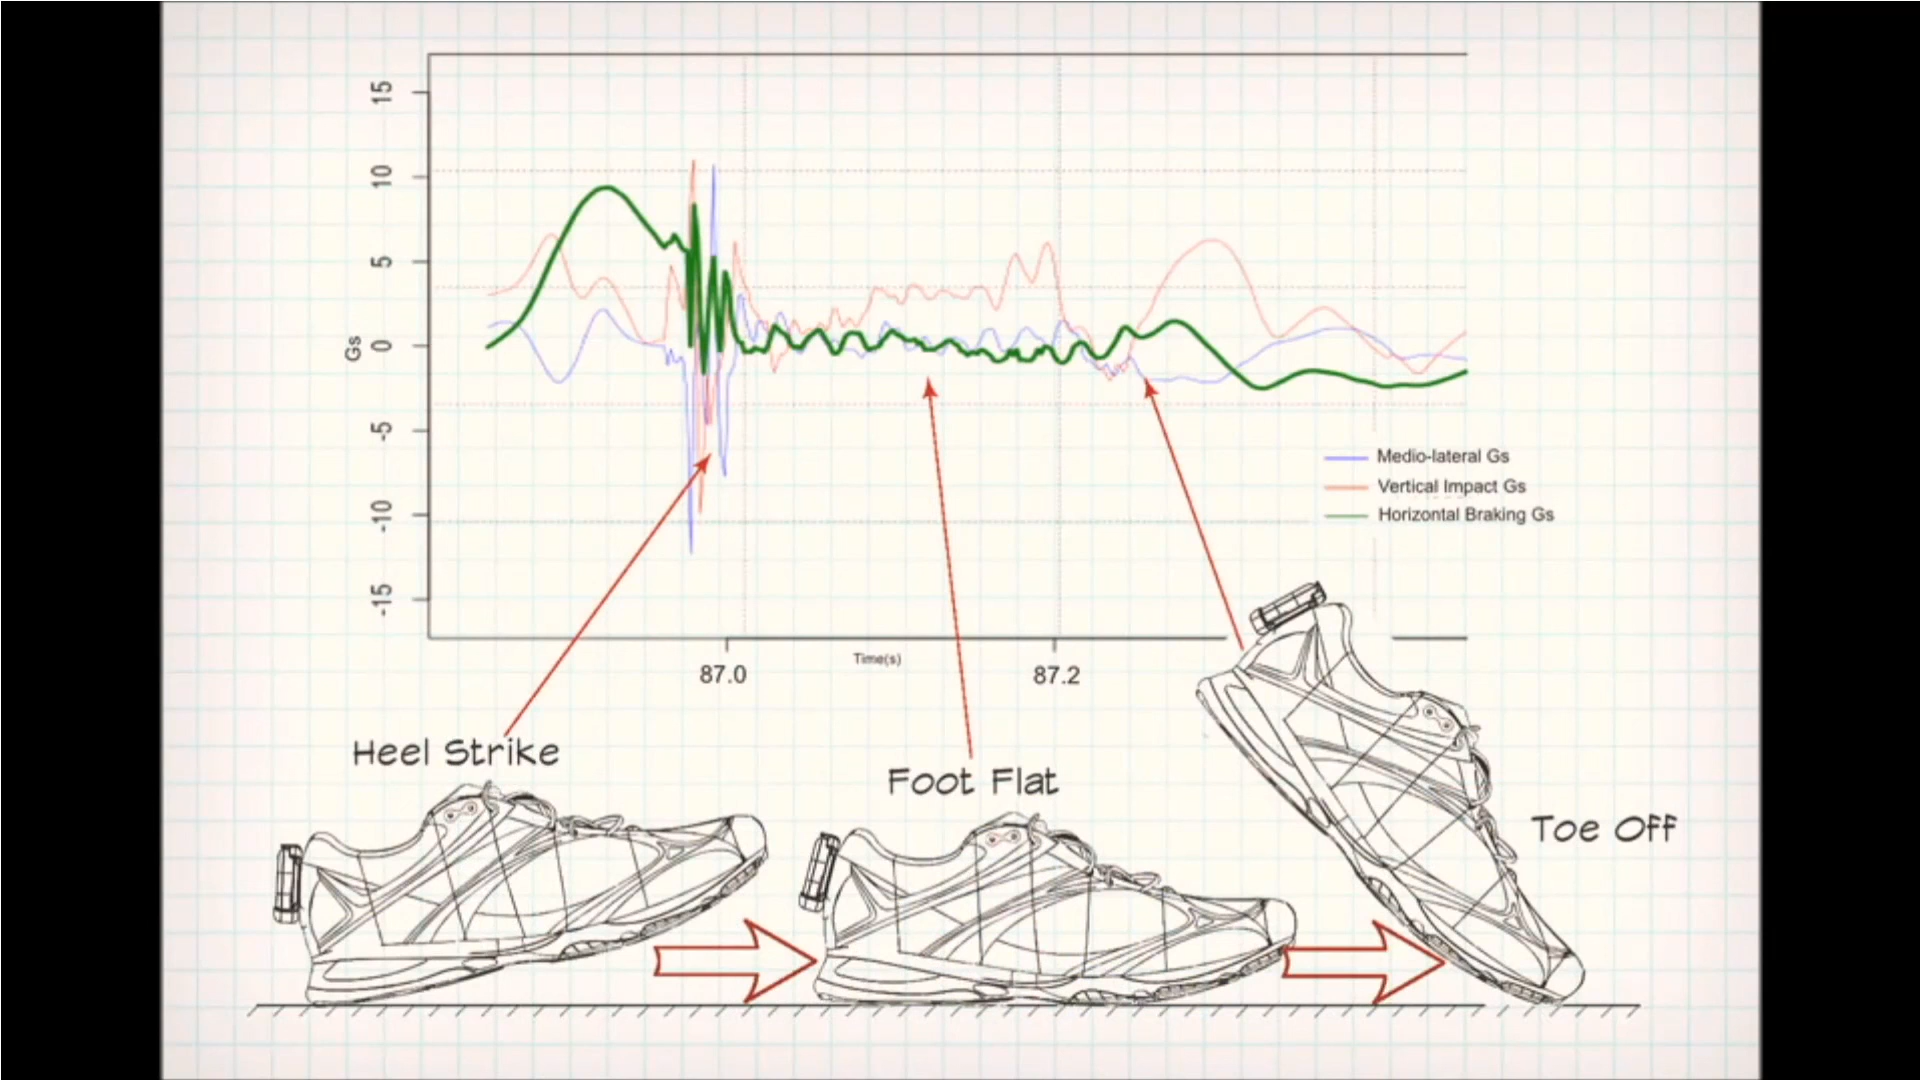 15
10
5
0
-5
-10
-15
Gs
Medio-lateral Gs
Vertical Impact Gs
Horizontal Braking Gs
Time(s)
87.0
87.2
Heel Strike
Foot Flat
Toe Off